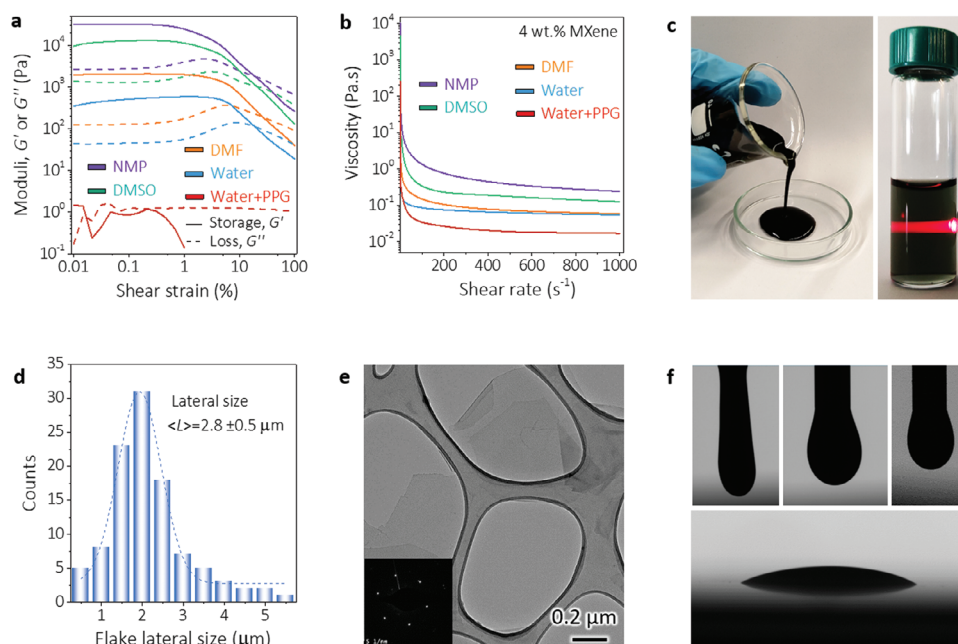 a
Moduli, G′ or G″ (Pa)
10⁴
10³
10²
10¹
10⁰
10⁻¹
NMP
DMSO
DMF
Water
Water+PPG
Storage, G′
Loss, G″
0.01 0.1 1 10 100
Shear strain (%)
b
Viscosity (Pa.s)
10⁴
10³
10²
10¹
10⁰
10⁻¹
10⁻²
4 wt.% MXene
NMP
DMSO
DMF
Water
Water+PPG
0 200 400 600 800 1000
Shear rate (s⁻¹)
c
d
Counts
35
30
25
20
15
10
5
0
Lateral size
<L>=2.8 ±0.5 μm
1 2 3 4 5
Flake lateral size (μm)
e
5 1/nm
0.2 μm
f